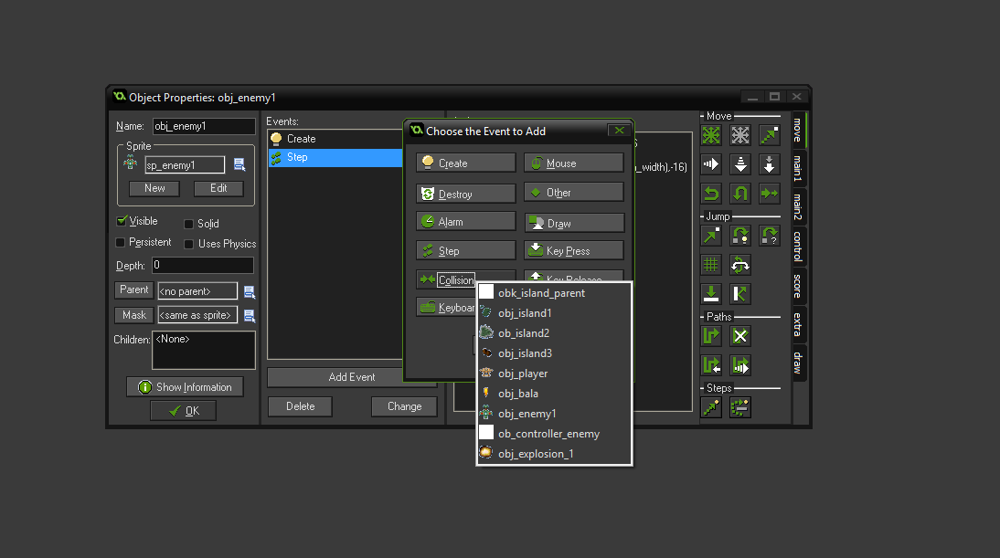 Object Properties: obj_enemy1
Name: obj_enemy1
Sprite
sp_enemy1
New Edit
Visible Solid
Persistent Uses Physics
Depth: 0
Parent <no parent>
Mask <same as sprite>
Children: <None>
Show Information
OK
Events:
Create
Step
Add Event
Delete Change
_width),-16)
Choose the Event to Add
Create Mouse
Destroy Other
Alarm Draw
Step Key Press
Collision Key Release
Keyboar
obk_island_parent
obj_island1
ob_island2
obj_island3
obj_player
obj_bala
obj_enemy1
ob_controller_enemy
obj_explosion_1
Move
Jump
?
Paths
Steps
move
main1
main2
control
score
extra
draw